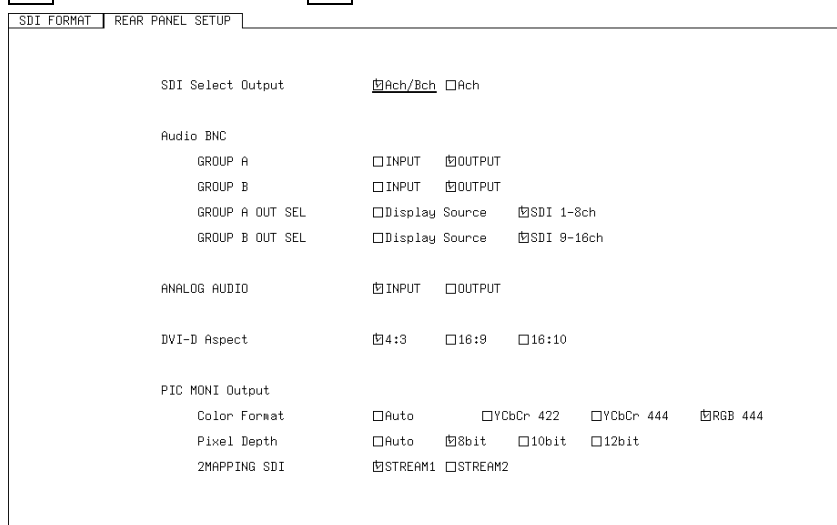 SDI FORMAT REAR PANEL SETUP
SDI Select Output ☑Ach/Bch ☐Ach
Audio BNC
GROUP A ☐INPUT ☑OUTPUT
GROUP B ☐INPUT ☑OUTPUT
GROUP A OUT SEL ☐Display Source ☑SDI 1-8ch
GROUP B OUT SEL ☐Display Source ☑SDI 9-16ch
ANALOG AUDIO ☑INPUT ☐OUTPUT
DVI-D Aspect ☑4:3 ☐16:9 ☐16:10
PIC MONI Output
Color Format ☐Auto ☐YCbCr 422 ☐YCbCr 444 ☑RGB 444
Pixel Depth ☐Auto ☑8bit ☐10bit ☐12bit
2MAPPING SDI ☑STREAM1 ☐STREAM2